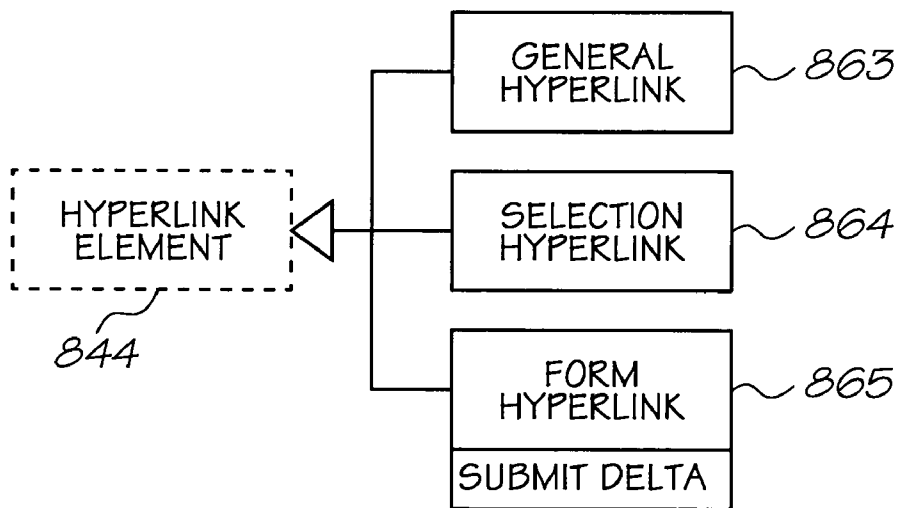 GENERAL
HYPERLINK
863
HYPERLINK
ELEMENT
844
SELECTION
HYPERLINK
864
FORM
HYPERLINK
865
SUBMIT DELTA